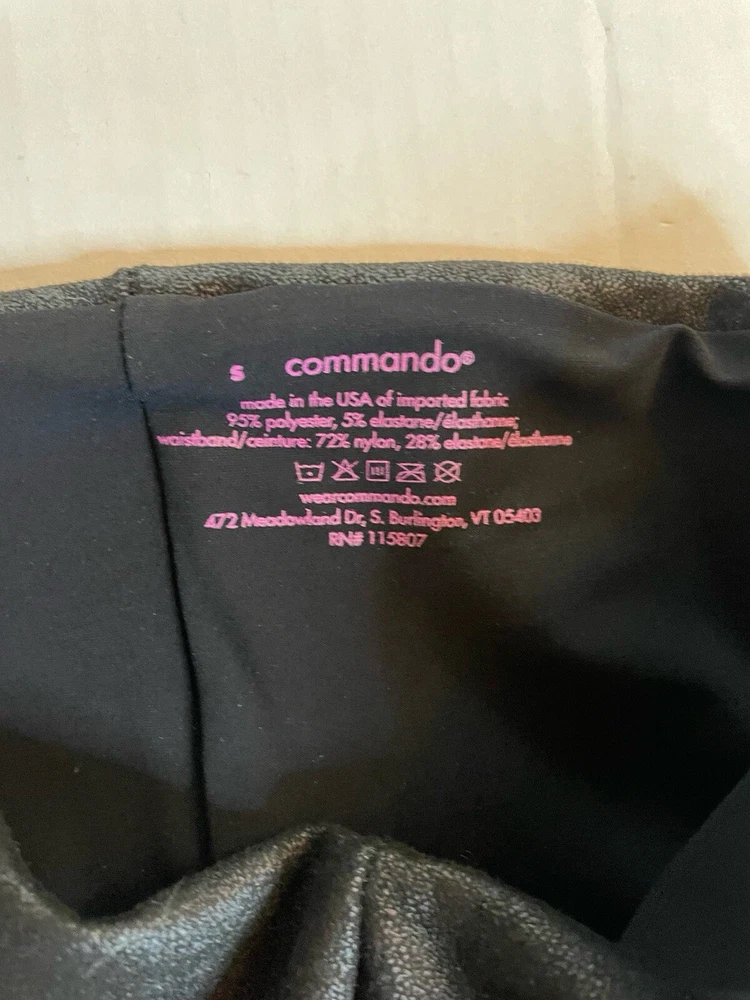 S commando®
made in the USA of imported fabric
95% polyester, 5% elastane/élasthanne;
waistband/ceinture: 72% nylon, 28% elastane/élasthanne
wearcommando.com
472 Meadowland Dr, S. Burlington, VT 05403
RN# 115807